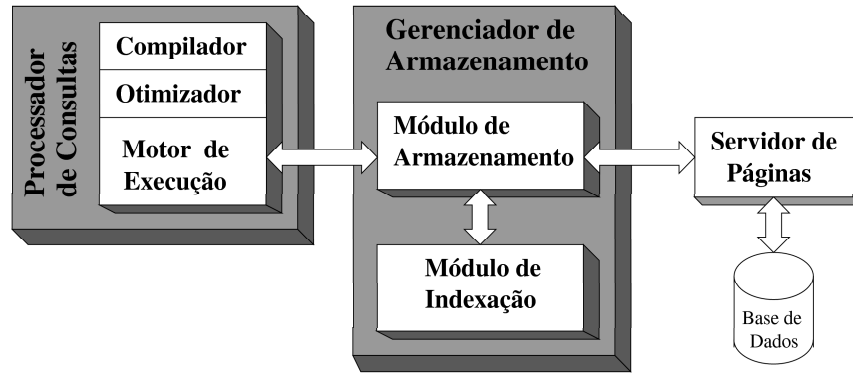 Processador
de Consultas
Compilador
Otimizador
Motor de
Execução
Gerenciador de
Armazenamento
Módulo de
Armazenamento
Módulo de
Indexação
Servidor de
Páginas
Base de
Dados